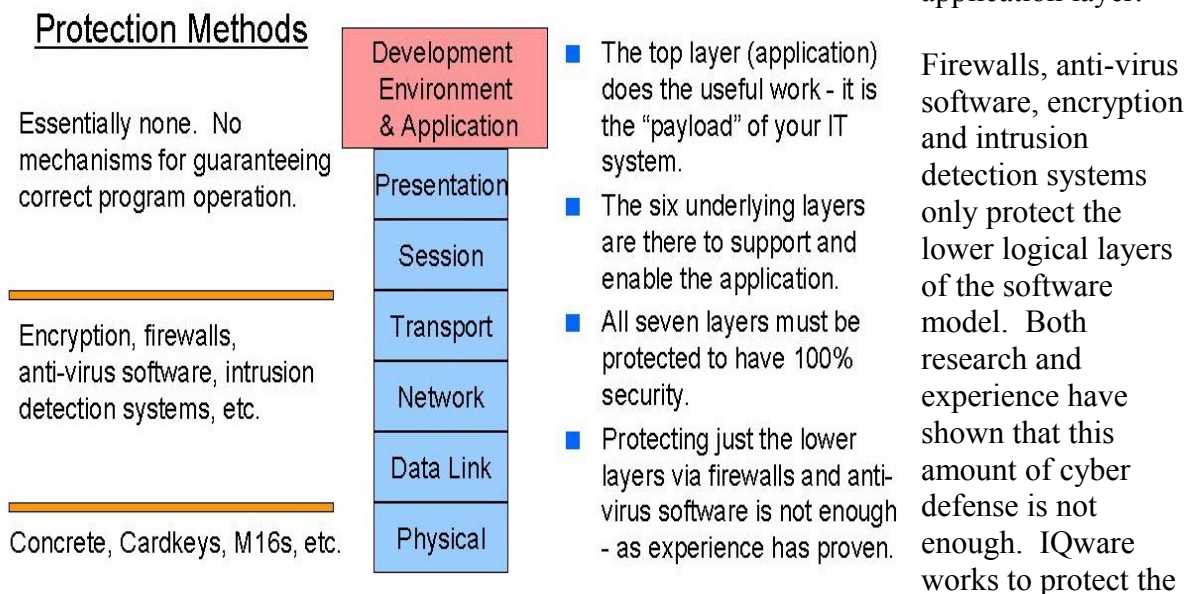 Protection Methods
Essentially none. No
mechanisms for guaranteeing
correct program operation.
Encryption, firewalls,
anti-virus software, intrusion
detection systems, etc.
Concrete, Cardkeys, M16s, etc.
Development
Environment
& Application
Presentation
Session
Transport
Network
Data Link
Physical
The top layer (application)
does the useful work - it is
the “payload” of your IT
system.
The six underlying layers
are there to support and
enable the application.
All seven layers must be
protected to have 100%
security.
Protecting just the lower
layers via firewalls and anti-
virus software is not enough
- as experience has proven.
application layer.
Firewalls, anti-virus
software, encryption
and intrusion
detection systems
only protect the
lower logical layers
of the software
model. Both
research and
experience have
shown that this
amount of cyber
defense is not
enough. IQware
works to protect the